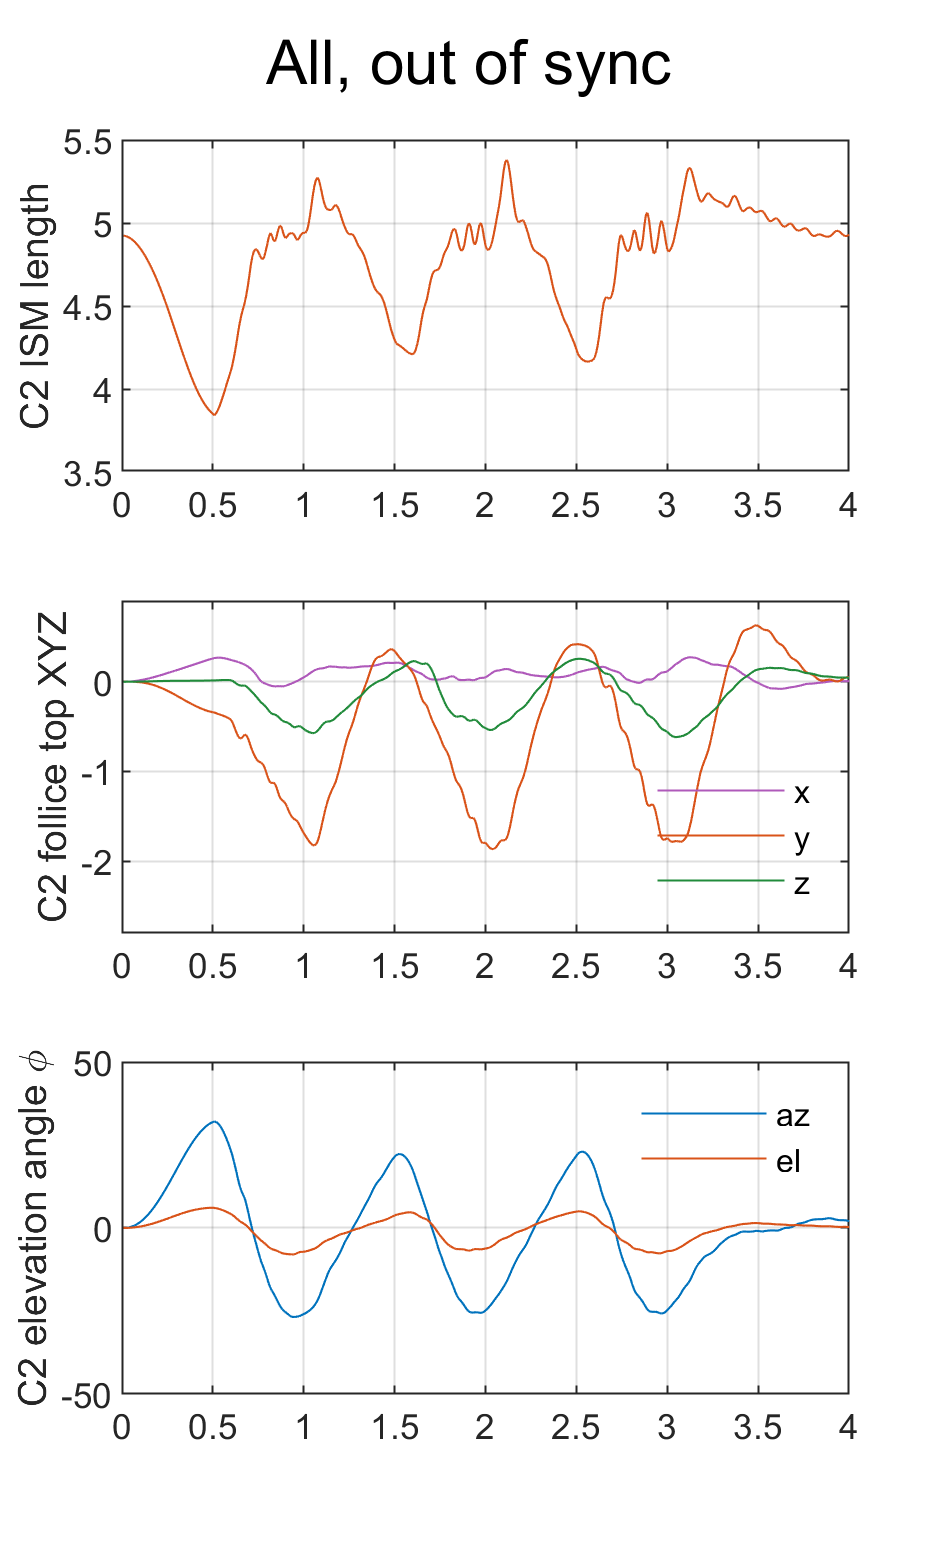 All, out of sync
C2 ISM length
5.5
5
4.5
4
3.5
0 0.5 1 1.5 2 2.5 3 3.5 4
C2 follice top XYZ
0
-1
-2
x
y
z
0 0.5 1 1.5 2 2.5 3 3.5 4
C2 elevation angle ϕ
50
0
-50
az
el
0 0.5 1 1.5 2 2.5 3 3.5 4